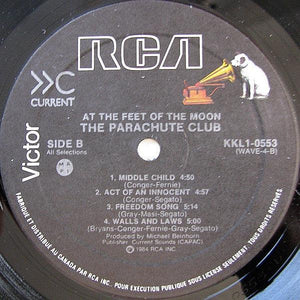 RCA
CURRENT
Victor
AT THE FEET OF THE MOON
THE PARACHUTE CLUB
SIDE B
All Selections
KKL1-0553
(WAVE-4-B)
1. MIDDLE CHILD 4:50
(Conger-Fernie)
2. ACT OF AN INNOCENT 4:57
(Conger-Segato)
3. FREEDOM SONG 5:14
(Gray-Masi-Segato)
4. WALLS AND LAWS 5:00
(Bryans-Conger-Fernie-Gray-Segato)
Produced by Michael Beinhorn
Publisher Current Sounds (CAPAC)
℗ 1984 RCA INC.
FABRIQUÉ ET DISTRIBUÉ AU CANADA PAR RCA INC. POUR EXÉCUTION PUBLIQUE SOUS LICENSE SEULEMENT.